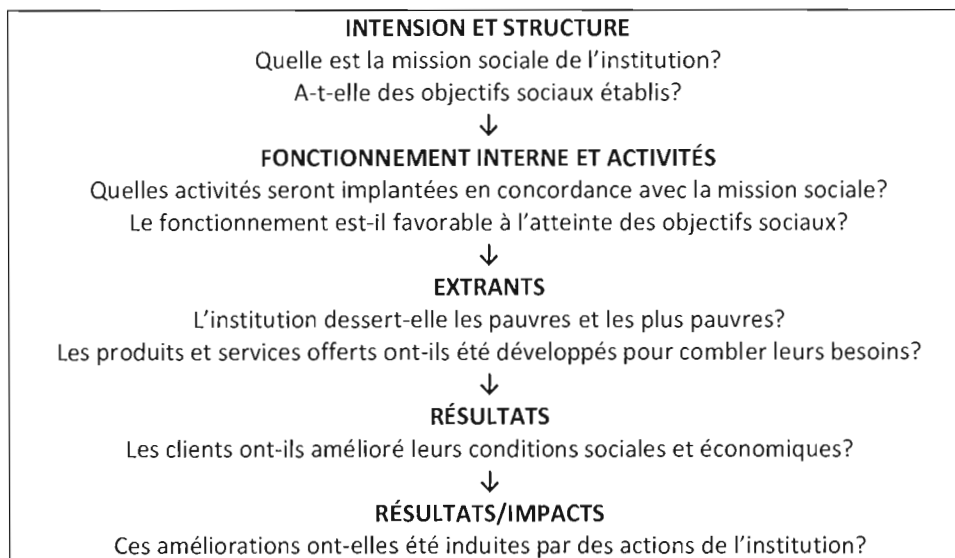 INTENSION ET STRUCTURE
Quelle est la mission sociale de l'institution?
A-t-elle des objectifs sociaux établis?
↓
FONCTIONNEMENT INTERNE ET ACTIVITÉS
Quelles activités seront implantées en concordance avec la mission sociale?
Le fonctionnement est-il favorable à l'atteinte des objectifs sociaux?
↓
EXTRANTS
L'institution dessert-elle les pauvres et les plus pauvres?
Les produits et services offerts ont-ils été développés pour combler leurs besoins?
↓
RÉSULTATS
Les clients ont-ils amélioré leurs conditions sociales et économiques?
↓
RÉSULTATS/IMPACTS
Ces améliorations ont-elles été induites par des actions de l'institution?